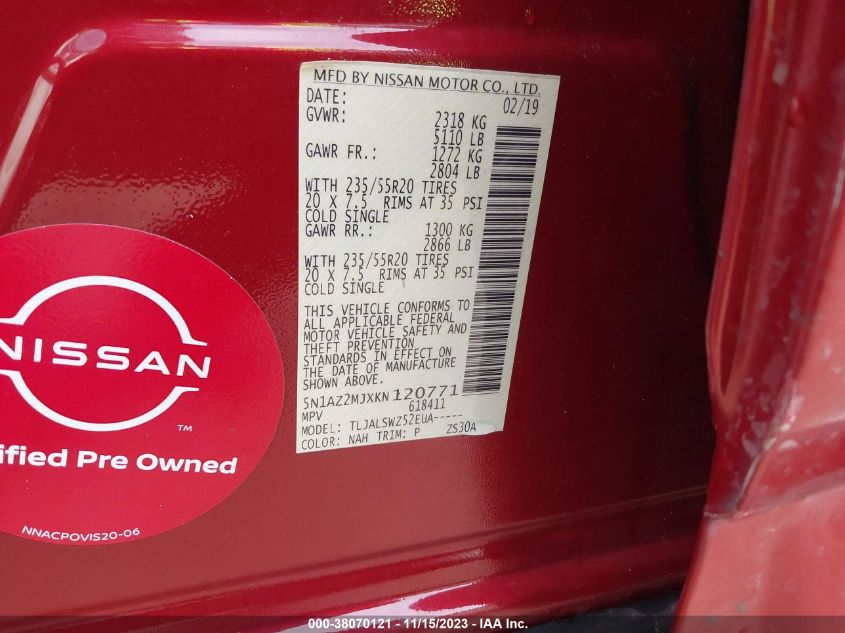 MFD BY NISSAN MOTOR CO., LTD.
DATE: 02/19
GVWR: 2318 KG
5110 LB
GAWR FR.: 1272 KG
2804 LB
WITH 235/55R20 TIRES
20 X 7.5 RIMS AT 35 PSI
COLD SINGLE
GAWR RR.: 1300 KG
2866 LB
WITH 235/55R20 TIRES
20 X 7.5 RIMS AT 35 PSI
COLD SINGLE
THIS VEHICLE CONFORMS TO
ALL APPLICABLE FEDERAL
MOTOR VEHICLE SAFETY AND
THEFT PREVENTION
STANDARDS IN EFFECT ON
THE DATE OF MANUFACTURE
SHOWN ABOVE.
5N1AZ2MJXKN120771
MPV 618411
MODEL: TLJALSWZ52EUA-----
COLOR: NAH TRIM: P ZS30A
NISSAN
TM
ified Pre Owned
NNACPOVIS20-06
000-38070121 - 11/15/2023 - IAA Inc.